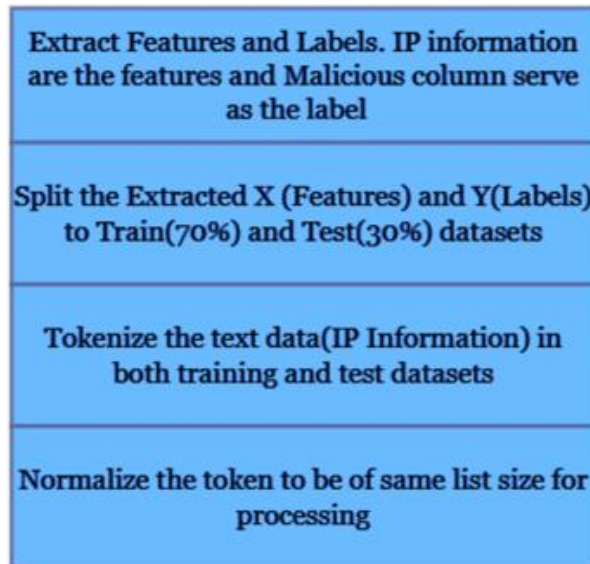 Extract Features and Labels. IP information
are the features and Malicious column serve
as the label
Split the Extracted X (Features) and Y(Labels)
to Train(70%) and Test(30%) datasets
Tokenize the text data(IP Information) in
both training and test datasets
Normalize the token to be of same list size for
processing